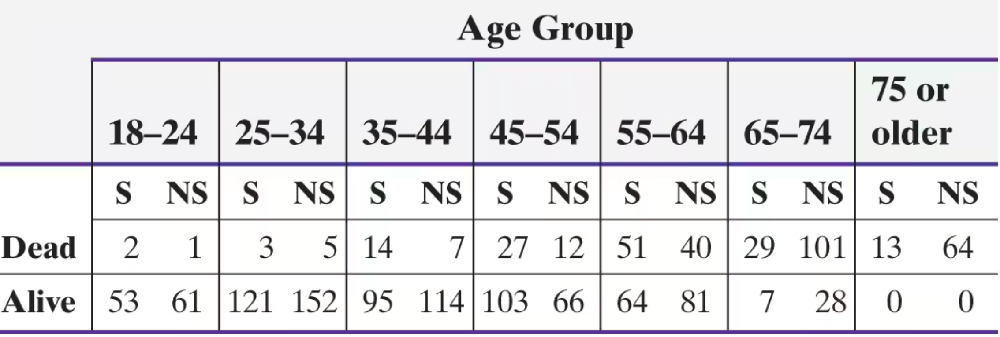 Age Group
18–24 25–34 35–44 45–54 55–64 65–74 75 or older
S NS S NS S NS S NS S NS S NS S NS
Dead 2 1 3 5 14 7 27 12 51 40 29 101 13 64
Alive 53 61 121 152 95 114 103 66 64 81 7 28 0 0